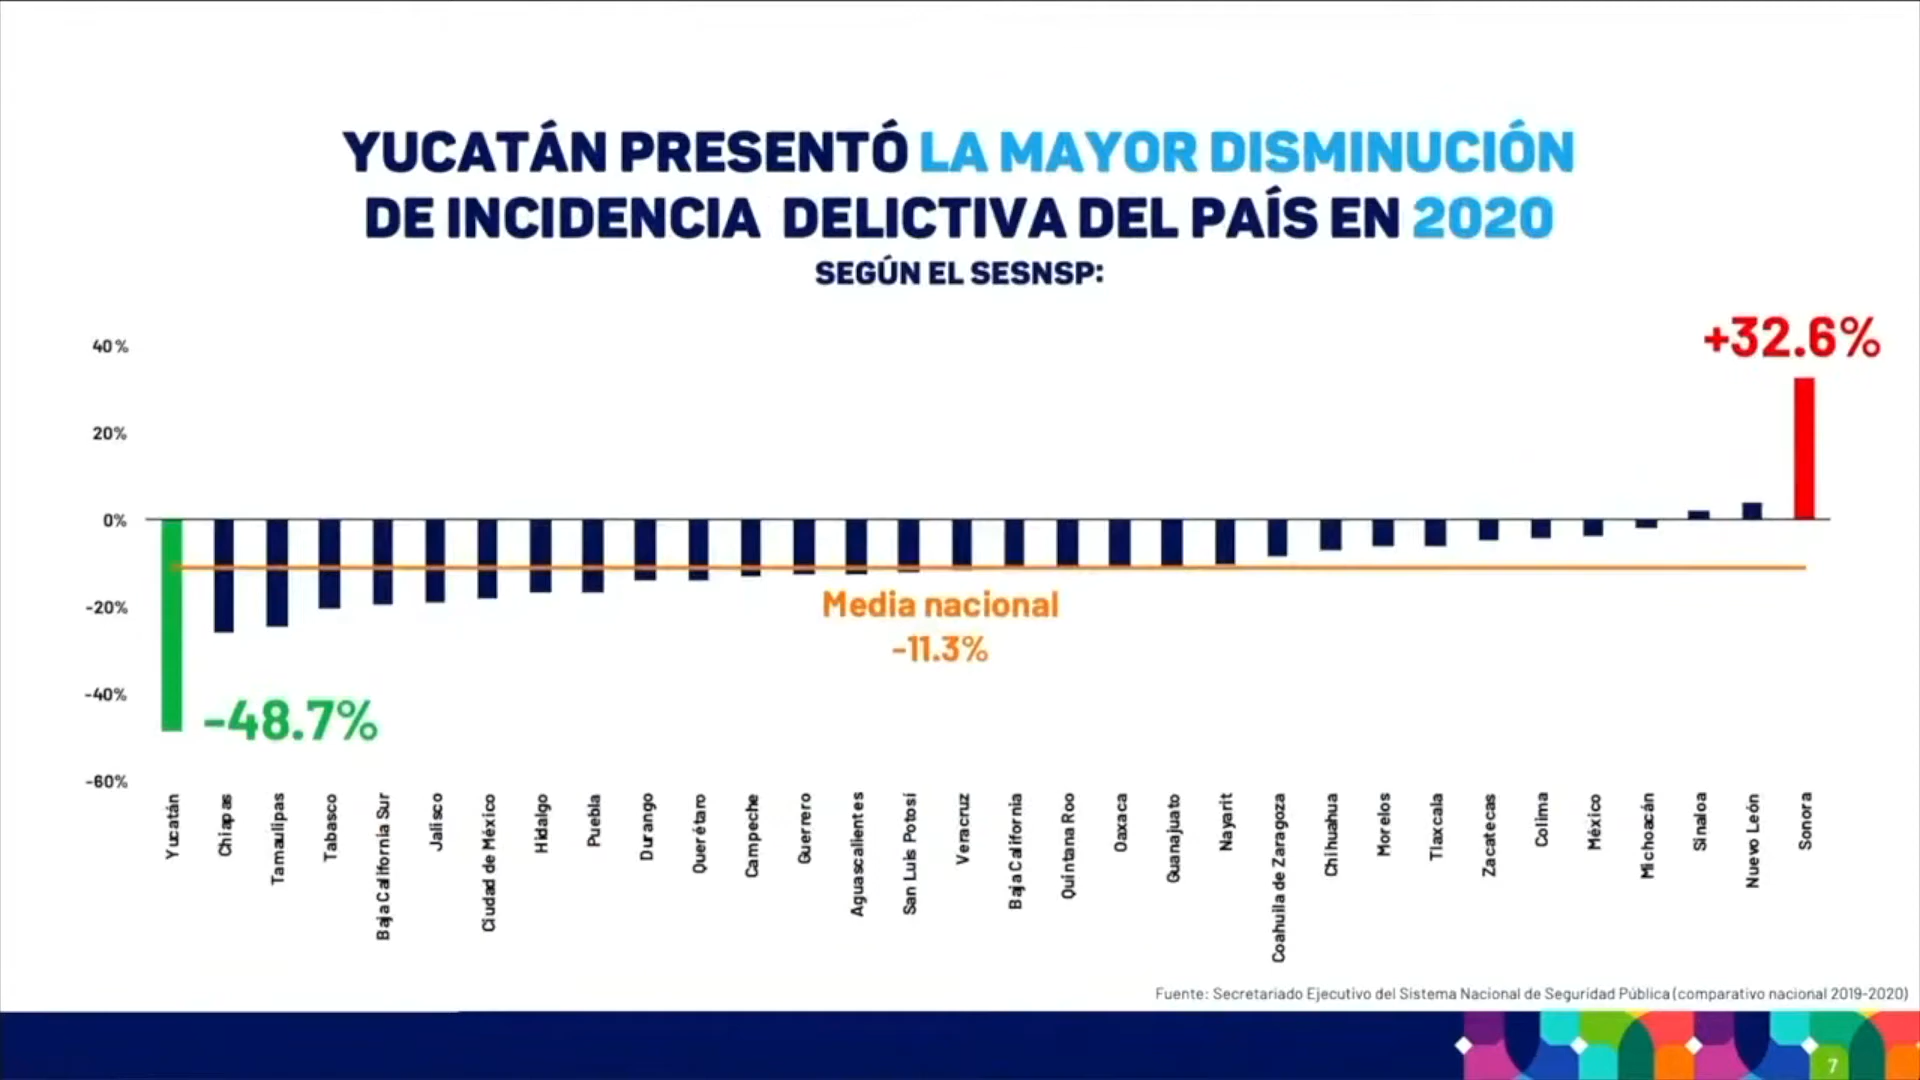 YUCATÁN PRESENTÓ LA MAYOR DISMINUCIÓN
DE INCIDENCIA DELICTIVA DEL PAÍS EN 2020
SEGÚN EL SESNSP:
+32.6%
40%
20%
0%
-20%
-40%
-60%
Media nacional
-11.3%
-48.7%
Yucatán
Chiapas
Tamaulipas
Tabasco
Baja California Sur
Jalisco
Ciudad de México
Hidalgo
Puebla
Durango
Querétaro
Campeche
Guerrero
Aguascalientes
San Luis Potosí
Veracruz
Baja California
Quintana Roo
Oaxaca
Guanajuato
Nayarit
Coahuila de Zaragoza
Chihuahua
Morelos
Tlaxcala
Zacatecas
Colima
México
Michoacán
Sinaloa
Nuevo León
Sonora
Fuente: Secretariado Ejecutivo del Sistema Nacional de Seguridad Pública (comparativo nacional 2019-2020)
7